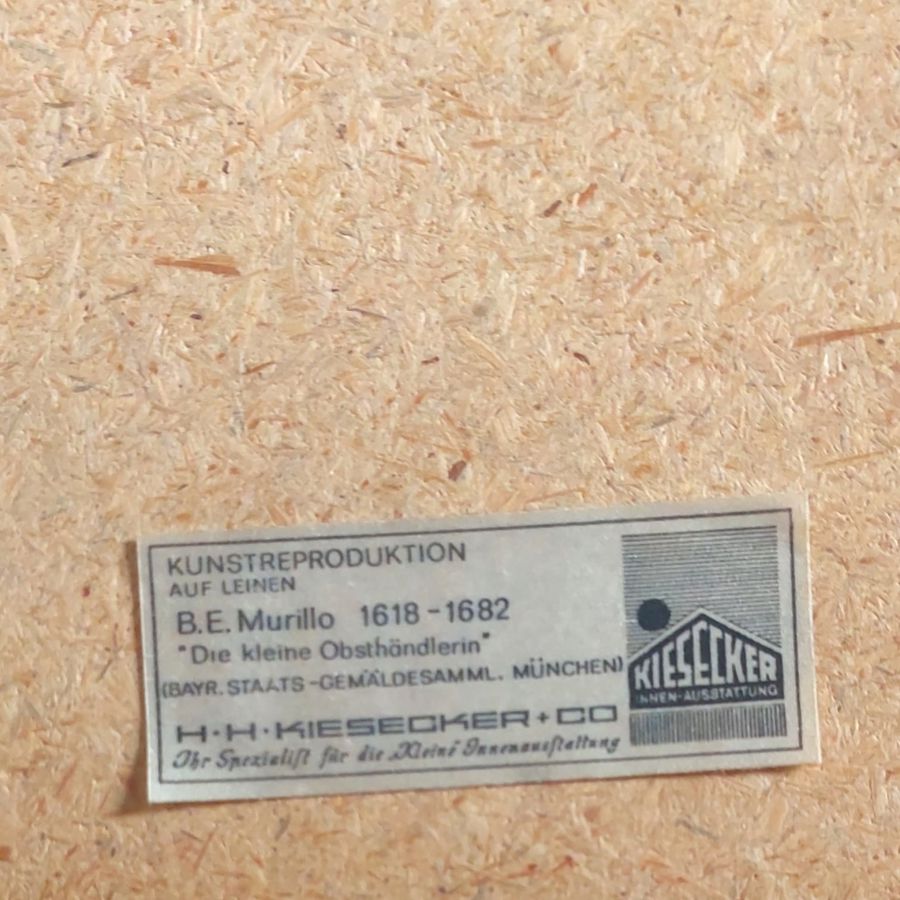 KUNSTREPRODUKTION
AUF LEINEN
B.E. Murillo 1618-1682
"Die kleine Obsthändlerin"
(BAYR. STAATS-GEMÄLDESAMML. MÜNCHEN)
H·H·KIESECKER+CO
Ihr Spezialist für die Kleine Innenausstattung
KIESECKER
INNEN-AUSSTATTUNG